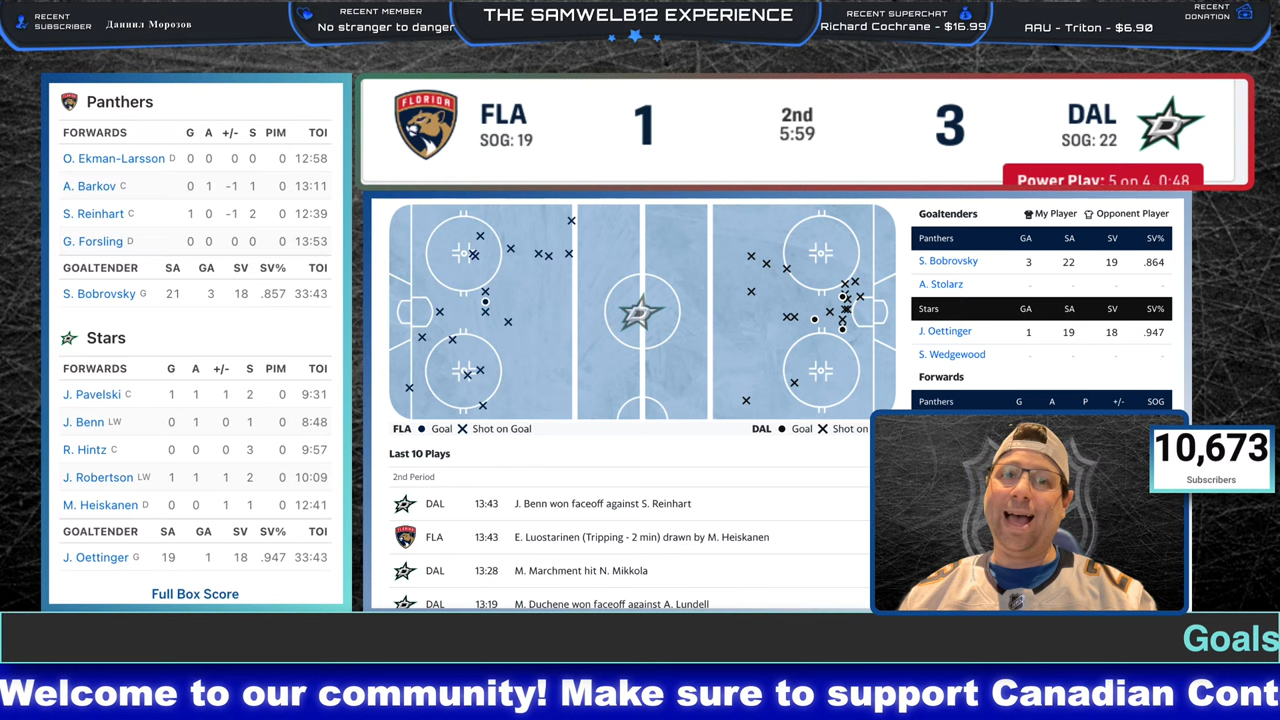 RECENT
SUBSCRIBER
Даниил Морозов
RECENT MEMBER
No stranger to danger
THE SAMWELB12 EXPERIENCE
RECENT SUPERCHAT
Richard Cochrane - $16.99
RECENT
DONATION
AAU - Triton - $6.90
Panthers
FORWARDS G A +/- S PIM TOI
O. Ekman-Larsson D 0 0 0 0 0 12:58
A. Barkov C 0 1 -1 1 0 13:11
S. Reinhart C 1 0 -1 2 0 12:39
G. Forsling D 0 0 0 0 0 13:53
GOALTENDER SA GA SV SV% TOI
S. Bobrovsky G 21 3 18 .857 33:43
Stars
FORWARDS G A +/- S PIM TOI
J. Pavelski C 1 1 1 2 0 9:31
J. Benn LW 0 1 0 1 0 8:48
R. Hintz C 0 0 0 3 0 9:57
J. Robertson LW 1 1 1 2 0 10:09
M. Heiskanen D 0 0 1 1 0 12:41
GOALTENDER SA GA SV SV% TOI
J. Oettinger G 19 1 18 .947 33:43
Full Box Score
FLORIDA
FLA
SOG: 19
1
2nd
5:59
3
DAL
SOG: 22
D
Power Play: 5 on 4, 0:48
FLA Goal Shot on Goal
DAL Goal Shot on
Last 10 Plays
2nd Period
DAL 13:43 J. Benn won faceoff against S. Reinhart
FLA 13:43 E. Luostarinen (Tripping - 2 min) drawn by M. Heiskanen
DAL 13:28 M. Marchment hit N. Mikkola
DAL 13:19 M. Duchene won faceoff against A. Lundell
Goaltenders My Player Opponent Player
Panthers GA SA SV SV%
S. Bobrovsky 3 22 19 .864
A. Stolarz - - - -
Stars GA SA SV SV%
J. Oettinger 1 19 18 .947
S. Wedgewood - - - -
Forwards
Panthers G A P +/- SOG
10,673
Subscribers
Goals
Welcome to our community! Make sure to support Canadian Cont